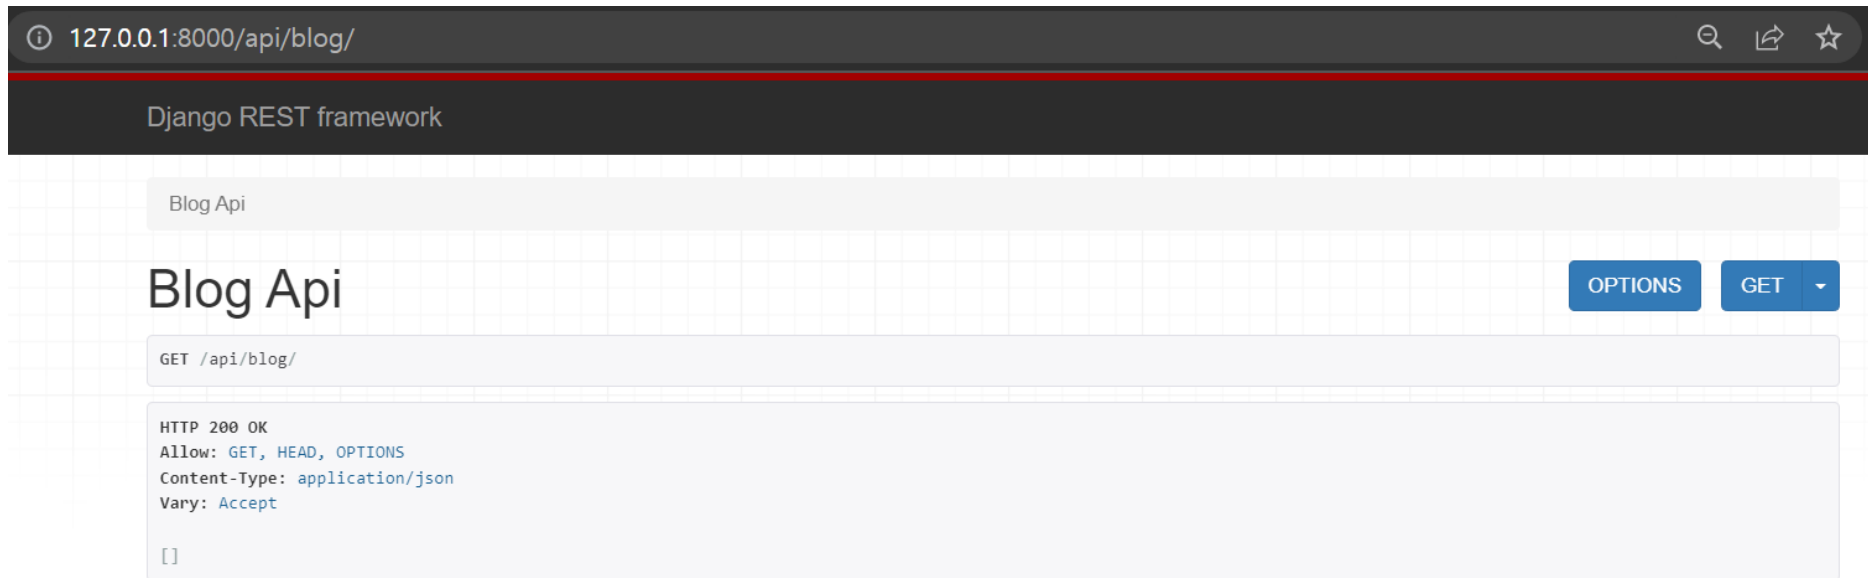 127.0.0.1:8000/api/blog/
Django REST framework
Blog Api
Blog Api
OPTIONS
GET
GET /api/blog/
HTTP 200 OK
Allow: GET, HEAD, OPTIONS
Content-Type: application/json
Vary: Accept
[]